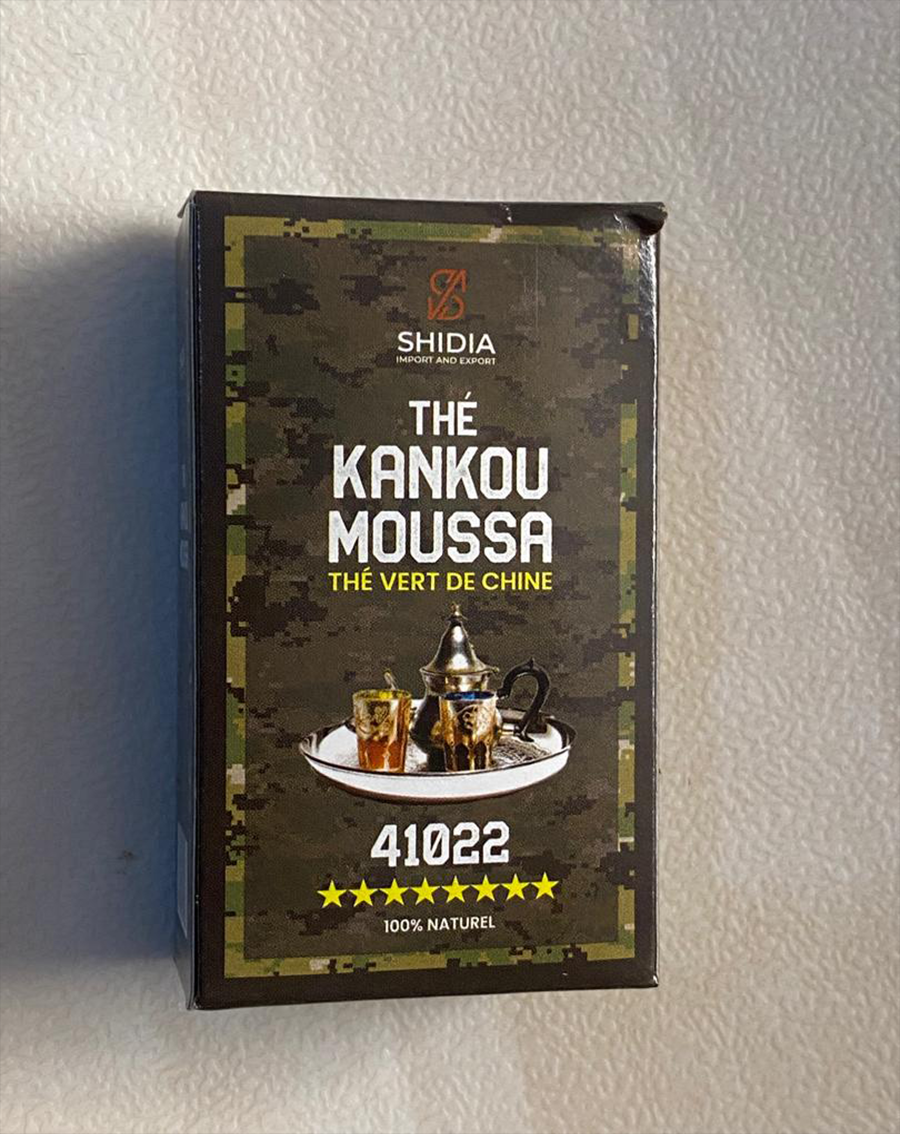 SHIDIA
IMPORT AND EXPORT
THÉ
KANKOU
MOUSSA
THÉ VERT DE CHINE
41022
100% NATUREL